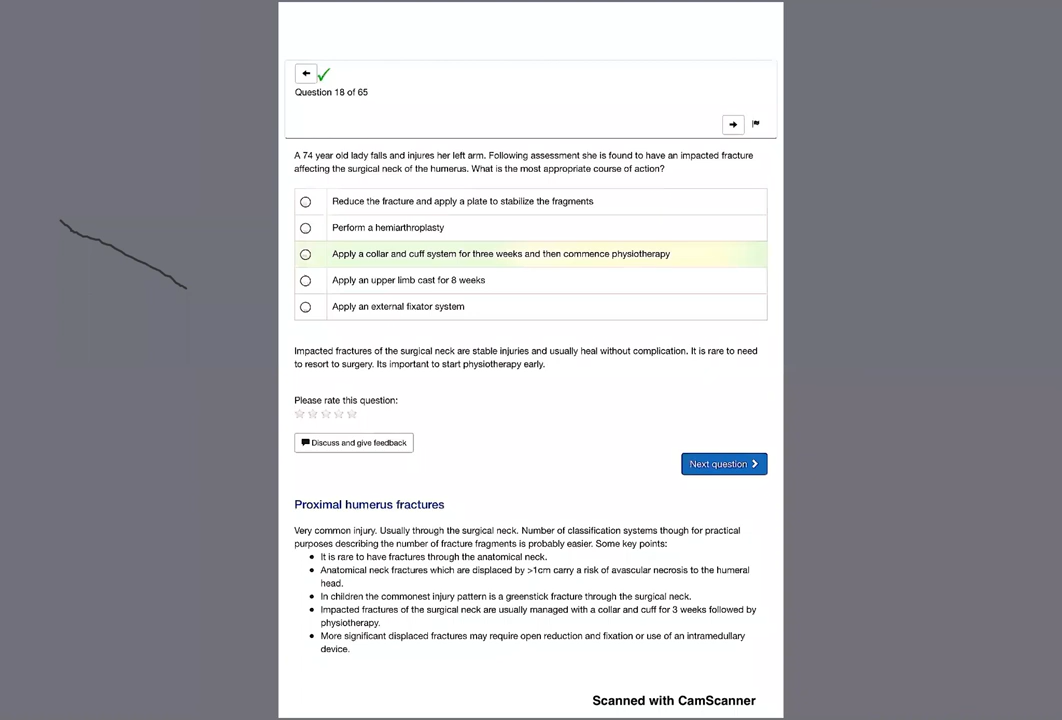 Question 18 of 65
A 74 year old lady falls and injures her left arm. Following assessment she is found to have an impacted fracture
affecting the surgical neck of the humerus. What is the most appropriate course of action?
Reduce the fracture and apply a plate to stabilize the fragments
Perform a hemiarthroplasty
Apply a collar and cuff system for three weeks and then commence physiotherapy
Apply an upper limb cast for 8 weeks
Apply an external fixator system
Impacted fractures of the surgical neck are stable injuries and usually heal without complication. It is rare to need
to resort to surgery. Its important to start physiotherapy early.
Please rate this question:
Discuss and give feedback
Next question
Proximal humerus fractures
Very common injury. Usually through the surgical neck. Number of classification systems though for practical
purposes describing the number of fracture fragments is probably easier. Some key points:
• It is rare to have fractures through the anatomical neck.
• Anatomical neck fractures which are displaced by >1cm carry a risk of avascular necrosis to the humeral
head.
• In children the commonest injury pattern is a greenstick fracture through the surgical neck.
• Impacted fractures of the surgical neck are usually managed with a collar and cuff for 3 weeks followed by
physiotherapy.
• More significant displaced fractures may require open reduction and fixation or use of an intramedullary
device.
Scanned with CamScanner